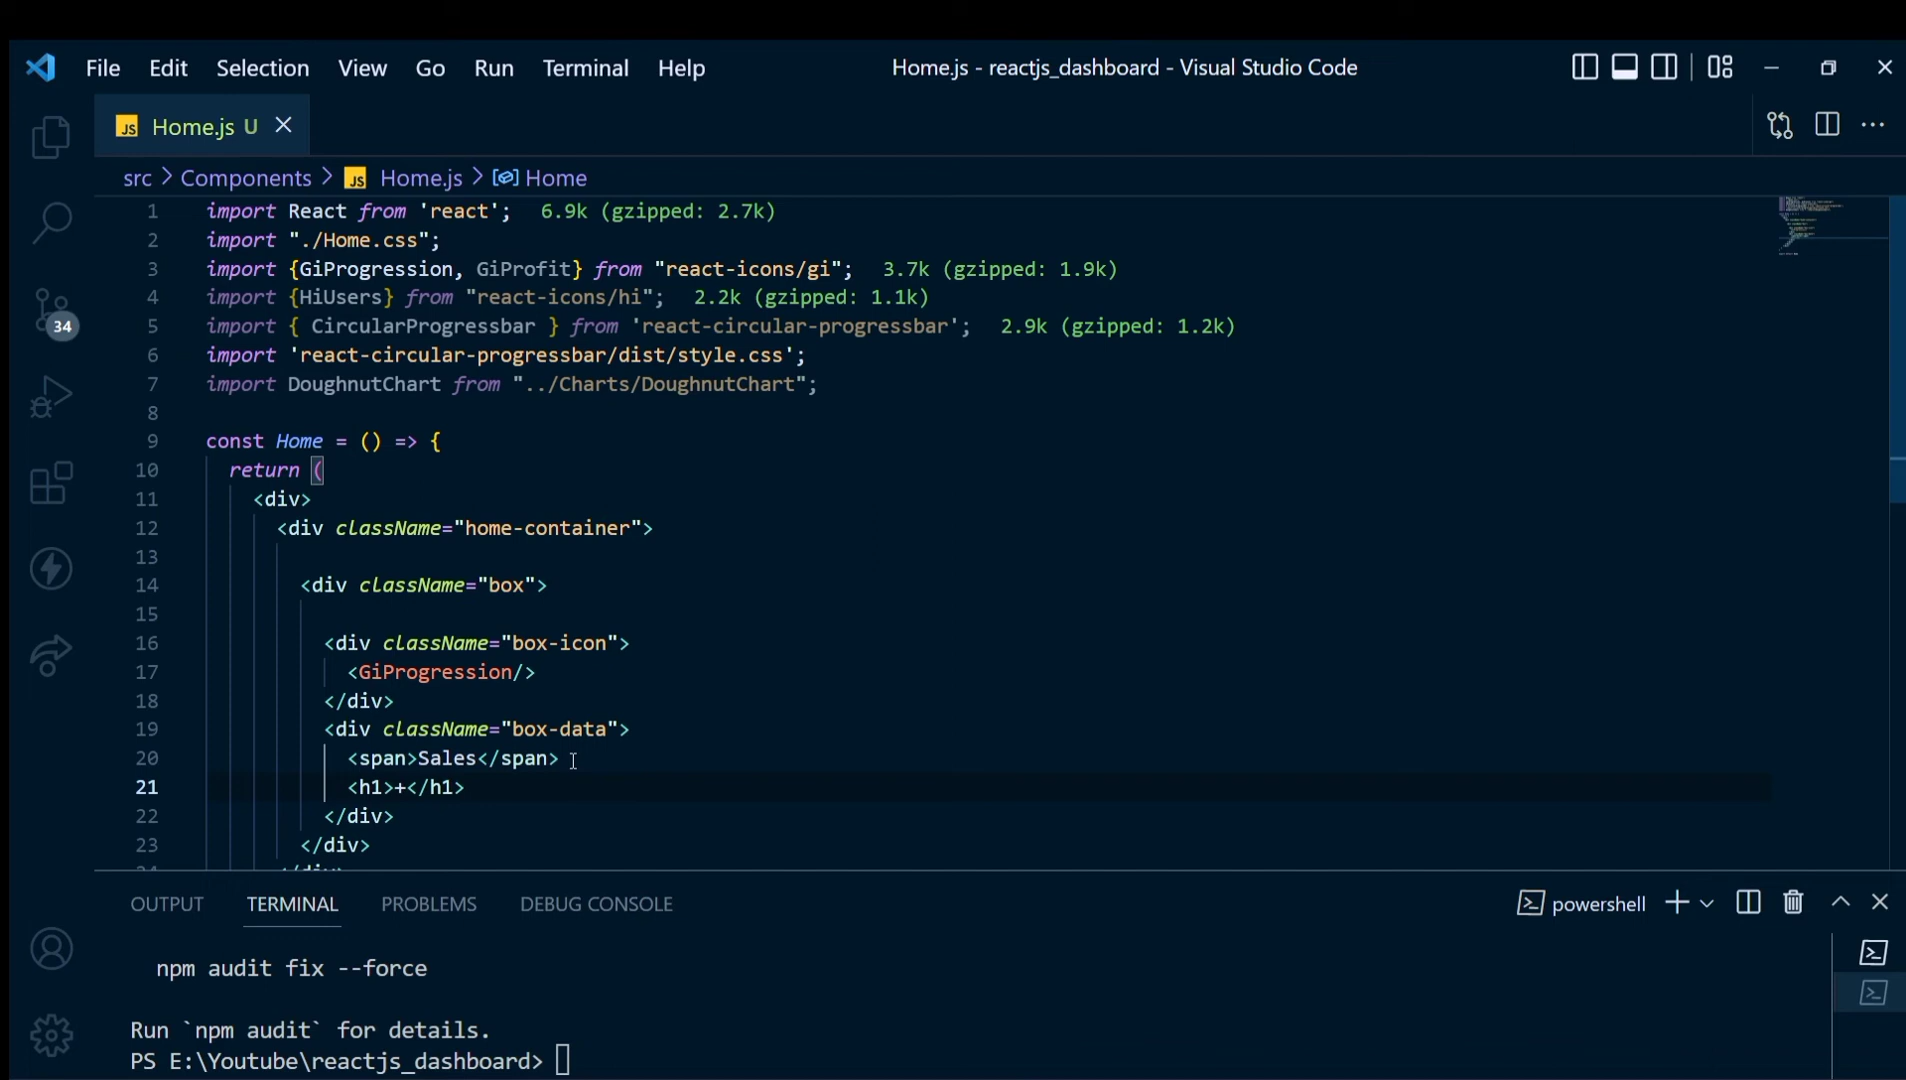 File Edit Selection View Go Run Terminal Help Home.js - reactjs_dashboard - Visual Studio Code
JS Home.js U
src > Components > JS Home.js > Home
1 import React from 'react'; 6.9k (gzipped: 2.7k)
2 import "./Home.css";
3 import {GiProgression, GiProfit} from "react-icons/gi"; 3.7k (gzipped: 1.9k)
4 import {HiUsers} from "react-icons/hi"; 2.2k (gzipped: 1.1k)
5 import { CircularProgressbar } from 'react-circular-progressbar'; 2.9k (gzipped: 1.2k)
6 import 'react-circular-progressbar/dist/style.css';
7 import DoughnutChart from "../Charts/DoughnutChart";
8
9 const Home = () => {
10 return (
11 <div>
12 <div className="home-container">
13
14 <div className="box">
15
16 <div className="box-icon">
17 <GiProgression/>
18 </div>
19 <div className="box-data">
20 <span>Sales</span>
21 <h1>+</h1>
22 </div>
23 </div>
34
OUTPUT TERMINAL PROBLEMS DEBUG CONSOLE powershell
npm audit fix --force
Run `npm audit` for details.
PS E:\Youtube\reactjs_dashboard>